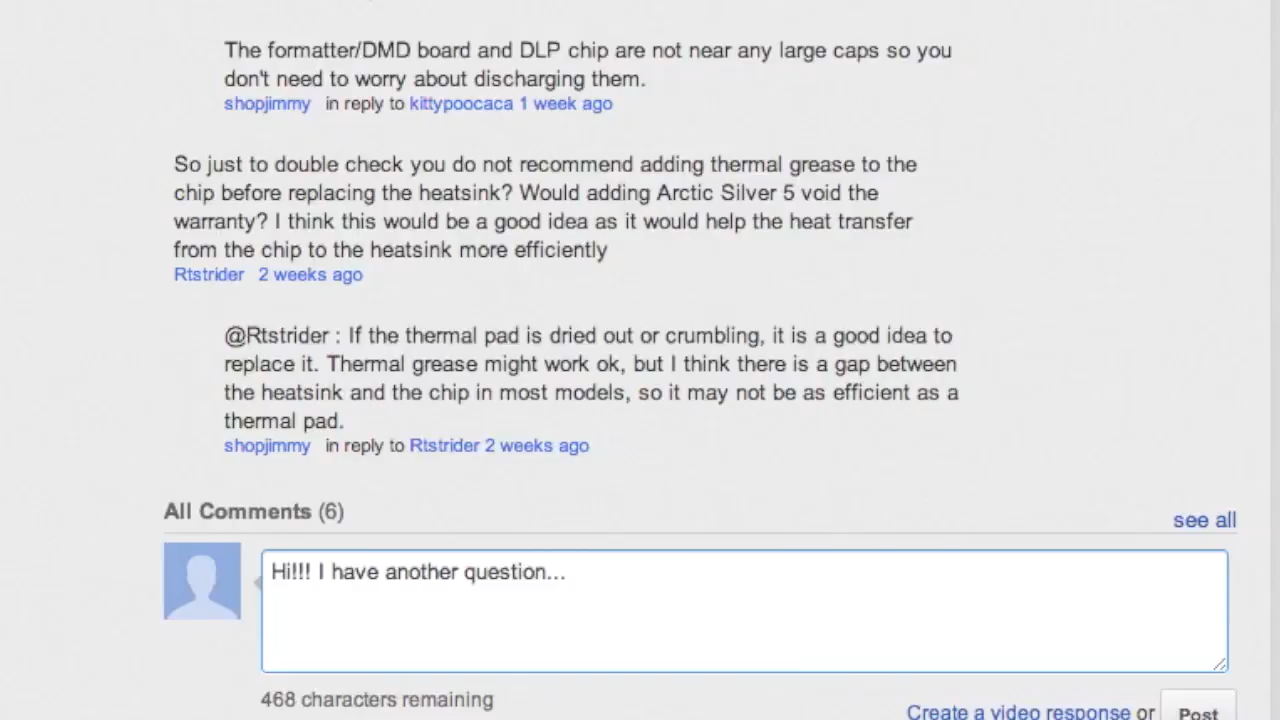 The formatter/DMD board and DLP chip are not near any large caps so you
don't need to worry about discharging them.
shopjimmy in reply to kittypoocaca 1 week ago
So just to double check you do not recommend adding thermal grease to the
chip before replacing the heatsink? Would adding Arctic Silver 5 void the
warranty? I think this would be a good idea as it would help the heat transfer
from the chip to the heatsink more efficiently
Rtstrider 2 weeks ago
@Rtstrider : If the thermal pad is dried out or crumbling, it is a good idea to
replace it. Thermal grease might work ok, but I think there is a gap between
the heatsink and the chip in most models, so it may not be as efficient as a
thermal pad.
shopjimmy in reply to Rtstrider 2 weeks ago
All Comments (6)
see all
Hi!!! I have another question...
468 characters remaining
Create a video response or Post